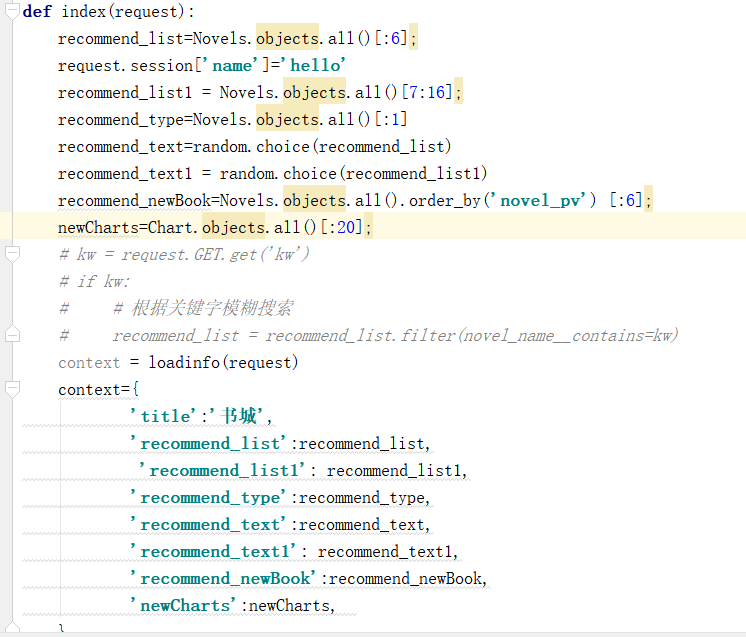 def index(request):
    recommend_list=Novels.objects.all()[:6];
    request.session['name']='hello'
    recommend_list1 = Novels.objects.all()[7:16];
    recommend_type=Novels.objects.all()[:1]
    recommend_text=random.choice(recommend_list)
    recommend_text1 = random.choice(recommend_list1)
    recommend_newBook=Novels.objects.all().order_by('novel_pv') [:6];
    newCharts=Chart.objects.all()[:20];
    # kw = request.GET.get('kw')
    # if kw:
    #     # 根据关键字模糊搜索
    #     recommend_list = recommend_list.filter(novel_name__contains=kw)
    context = loadinfo(request)
    context={
            'title':'书城',
            'recommend_list':recommend_list,
             'recommend_list1': recommend_list1,
            'recommend_type':recommend_type,
            'recommend_text':recommend_text,
            'recommend_text1': recommend_text1,
            'recommend_newBook':recommend_newBook,
            'newCharts':newCharts,
    }